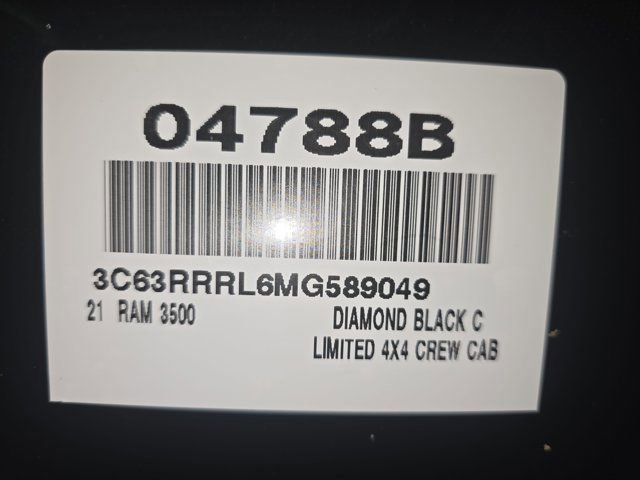 04788B
3C63RRRL6MG589049
21 RAM 3500
DIAMOND BLACK C
LIMITED 4X4 CREW CAB